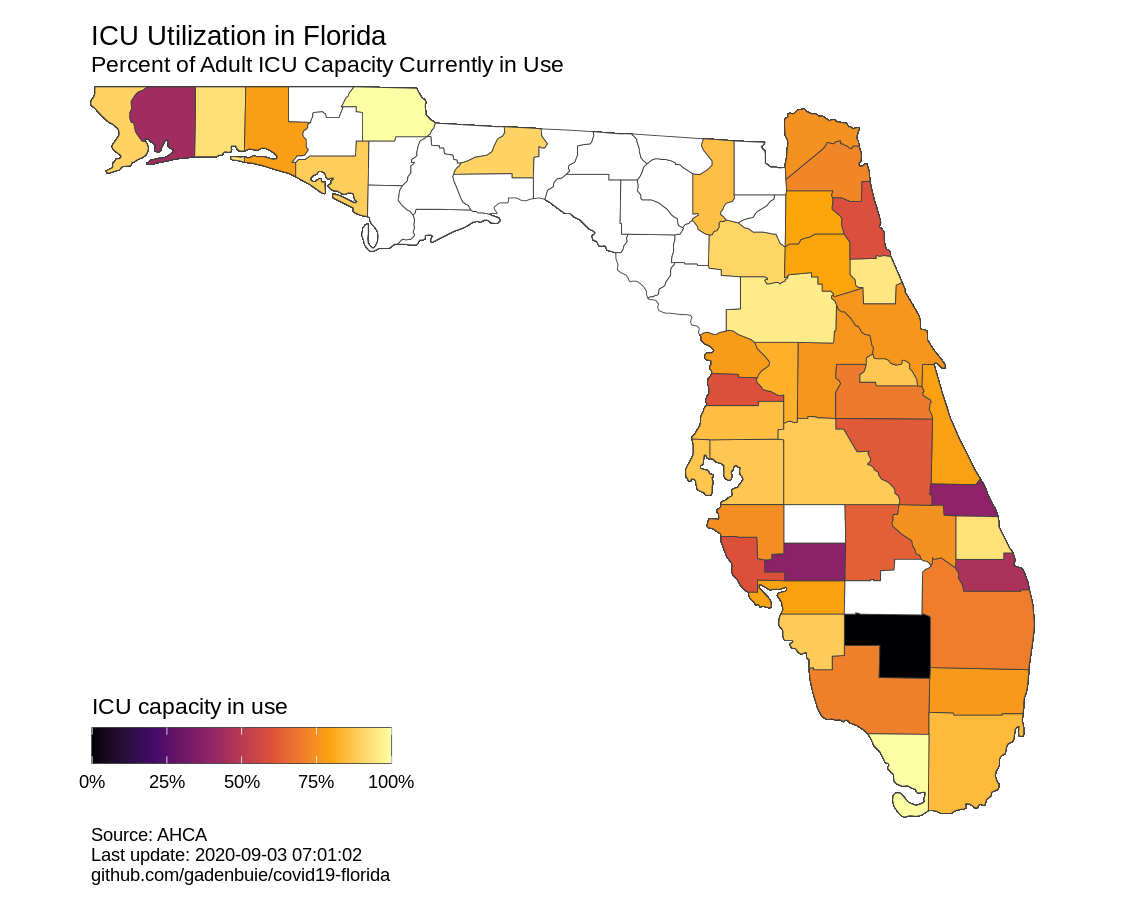 ICU Utilization in Florida
Percent of Adult ICU Capacity Currently in Use
ICU capacity in use
0% 25% 50% 75% 100%
Source: AHCA
Last update: 2020-09-03 07:01:02
github.com/gadenbuie/covid19-florida